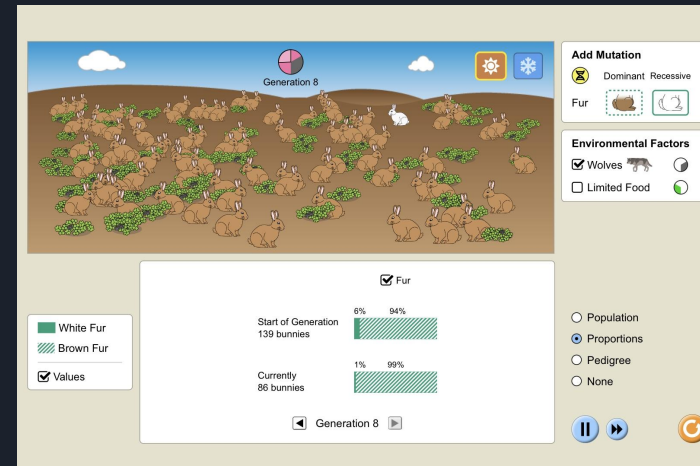 Generation 8
Add Mutation
Dominant Recessive
Fur
Environmental Factors
Wolves
Limited Food
Fur
6% 94%
Start of Generation
139 bunnies
1% 99%
Currently
86 bunnies
Generation 8
White Fur
Brown Fur
Values
Population
Proportions
Pedigree
None